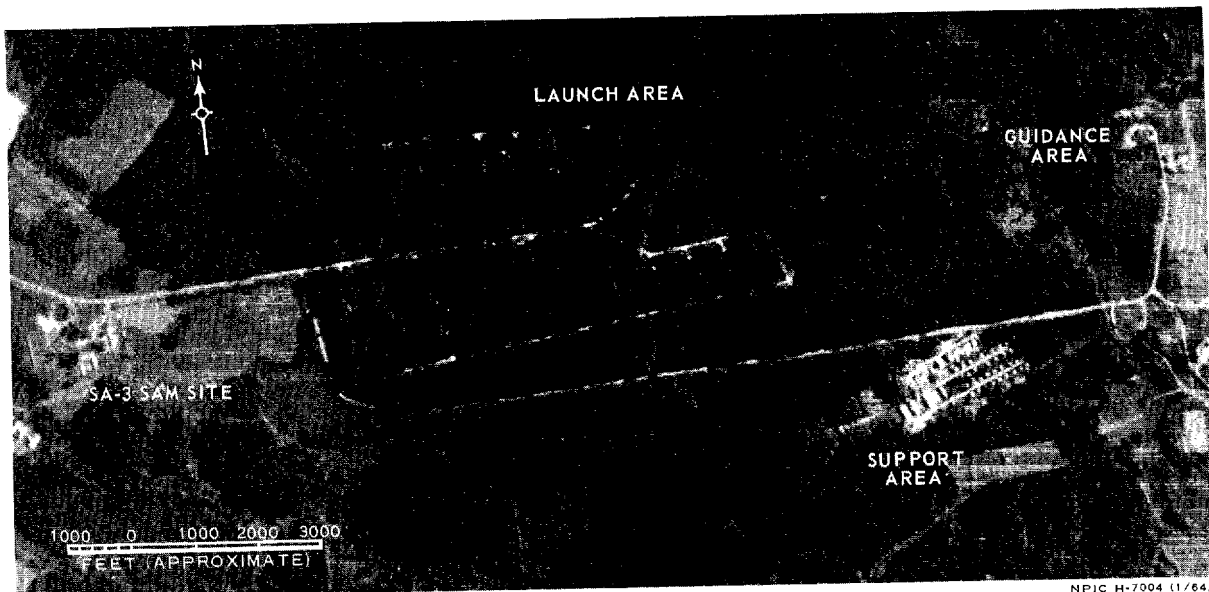 N
LAUNCH AREA
GUIDANCE
AREA
SA-3 SAM SITE
SUPPORT
AREA
1000 0 1000 2000 3000
FEET (APPROXIMATE)
NPIC H-7004 (1/64)